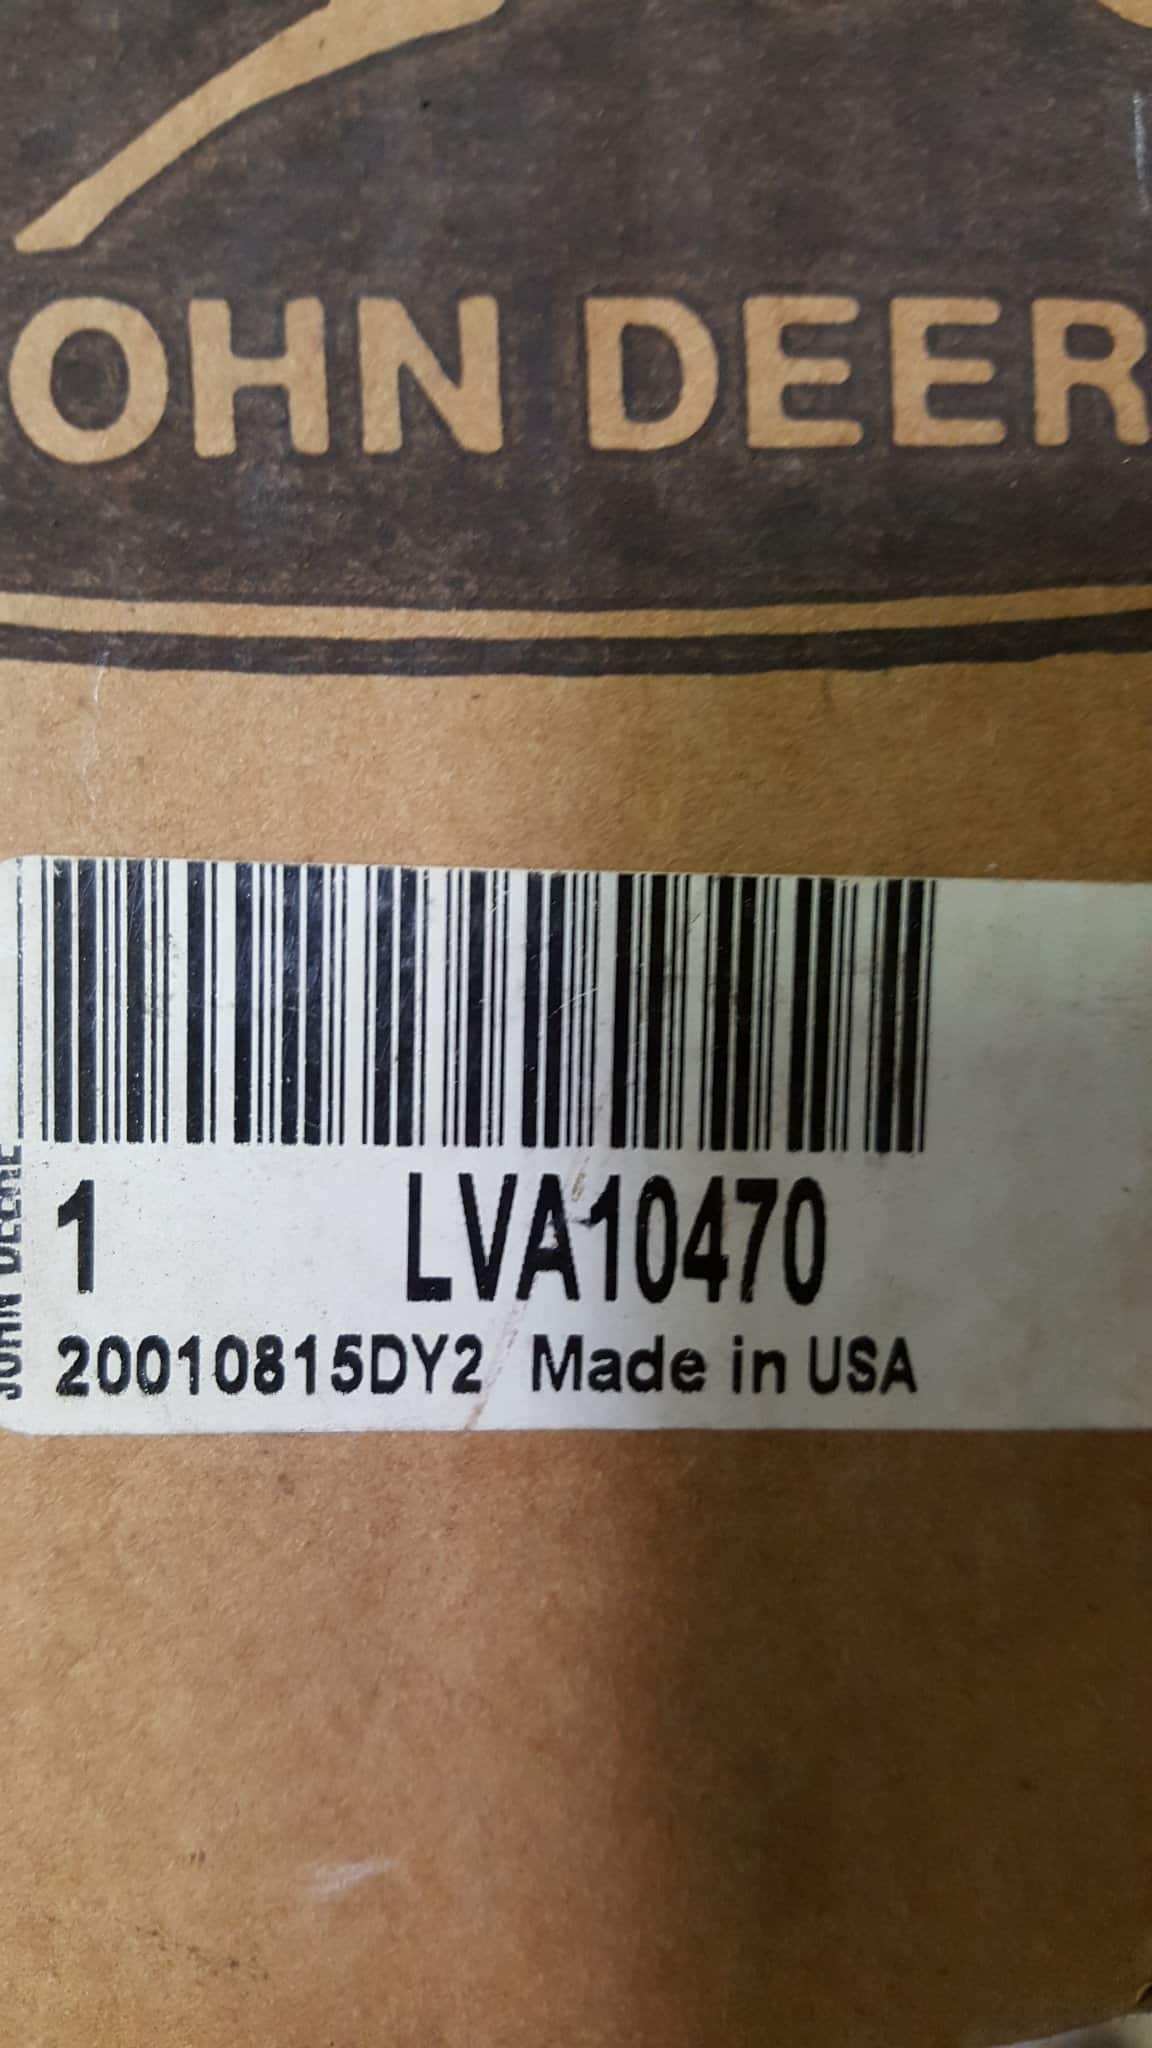 OHN DEER
JOHN DEERE
1 LVA10470
20010815DY2 Made in USA